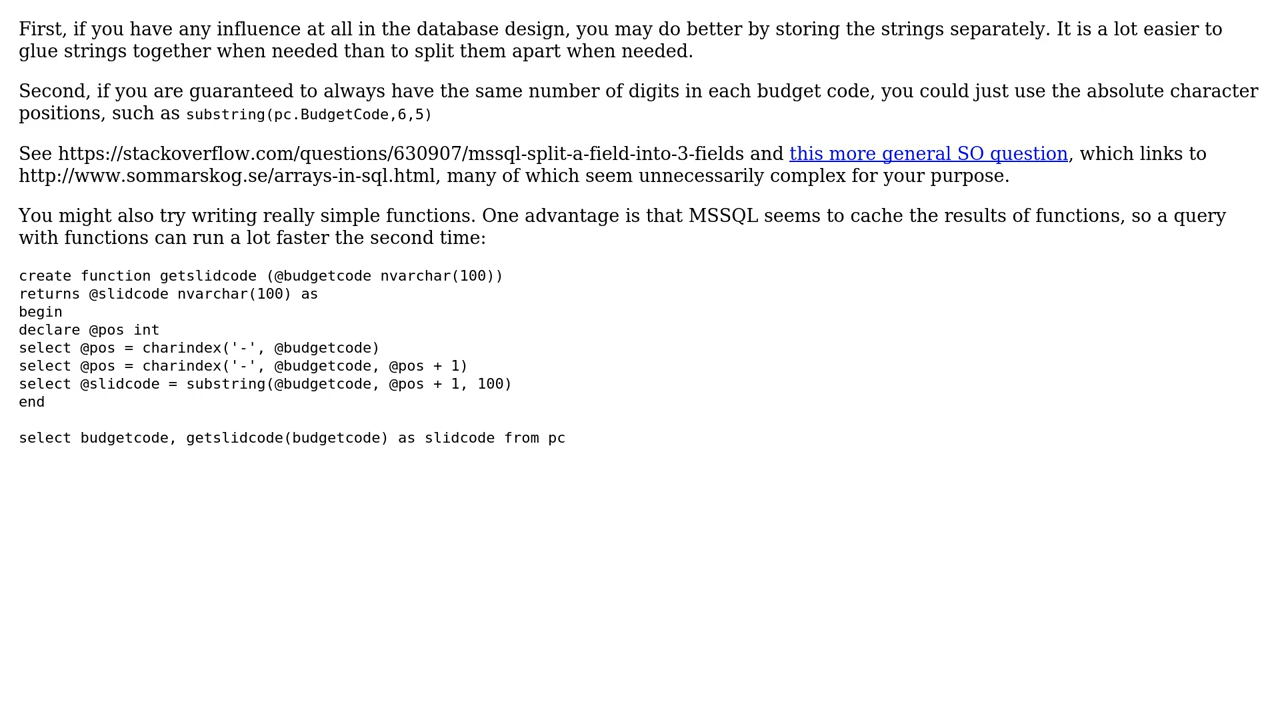 First, if you have any influence at all in the database design, you may do better by storing the strings separately. It is a lot easier to
glue strings together when needed than to split them apart when needed.
Second, if you are guaranteed to always have the same number of digits in each budget code, you could just use the absolute character
positions, such as substring(pc.BudgetCode,6,5)
See https://stackoverflow.com/questions/630907/mssql-split-a-field-into-3-fields and this more general SO question, which links to
http://www.sommarskog.se/arrays-in-sql.html, many of which seem unnecessarily complex for your purpose.
You might also try writing really simple functions. One advantage is that MSSQL seems to cache the results of functions, so a query
with functions can run a lot faster the second time:
create function getslidcode (@budgetcode nvarchar(100))
returns @slidcode nvarchar(100) as
begin
declare @pos int
select @pos = charindex('-', @budgetcode)
select @pos = charindex('-', @budgetcode, @pos + 1)
select @slidcode = substring(@budgetcode, @pos + 1, 100)
end
select budgetcode, getslidcode(budgetcode) as slidcode from pc